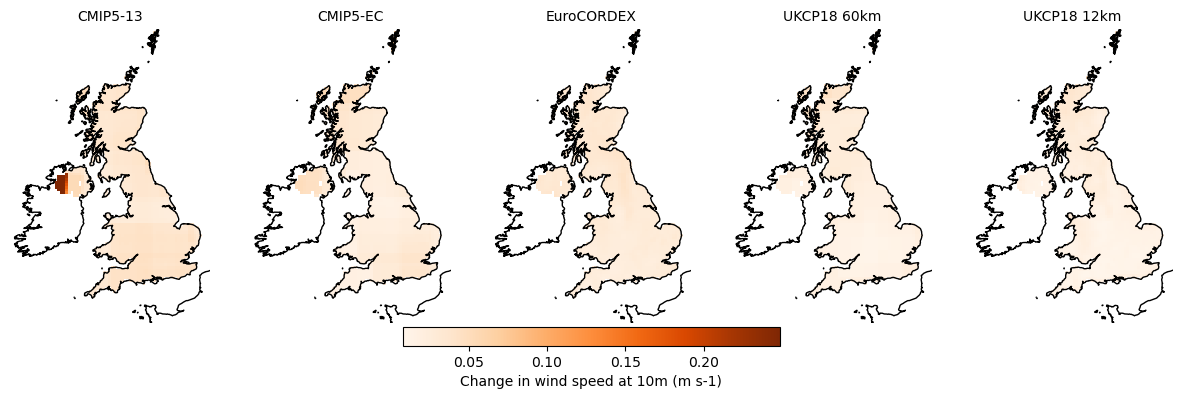 CMIP5-13
CMIP5-EC
EuroCORDEX
UKCP18 60km
UKCP18 12km
0.05
0.10
0.15
0.20
Change in wind speed at 10m (m s-1)